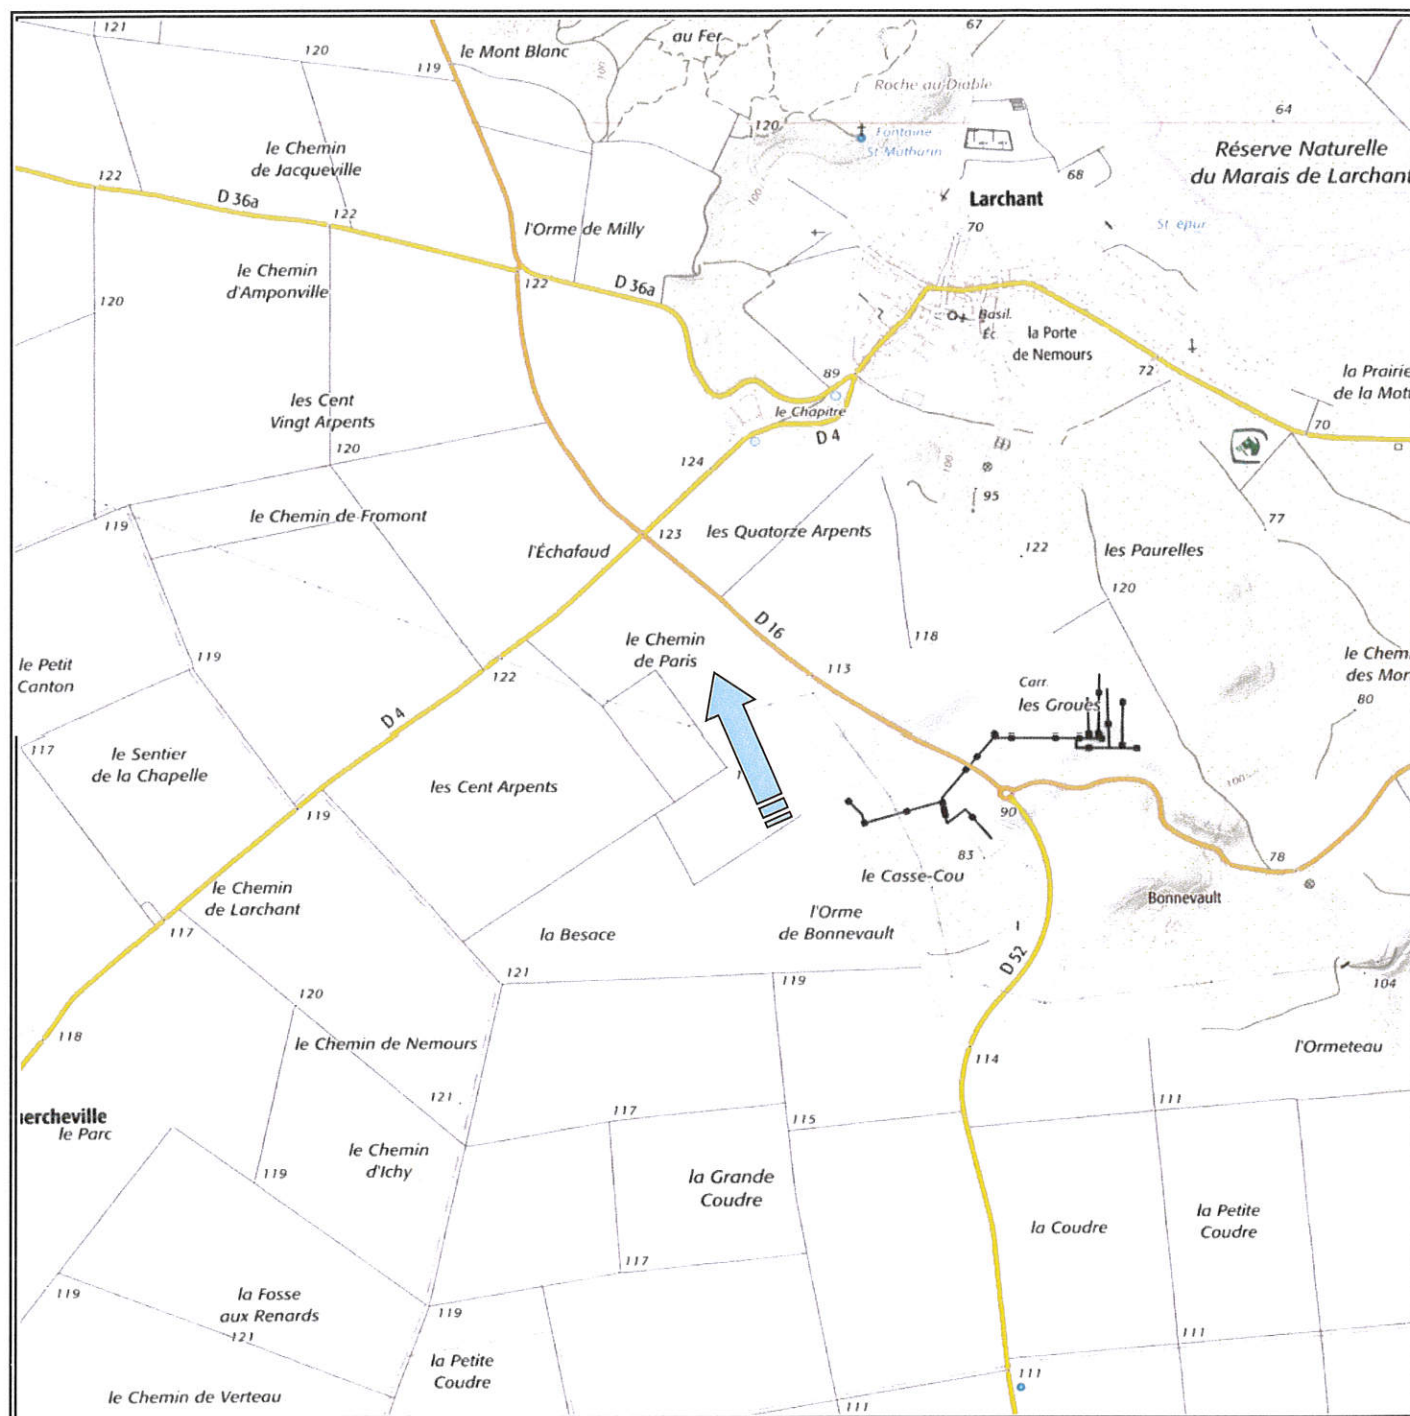 121
120
119
le Mont Blanc
au Fer
67
100
Roche au Diable
64
le Chemin
de Jacqueville
120
Fontaine
St Mathurin
Réserve Naturelle
du Marais de Larchant
68
122
D 36a
122
100
Larchant
70
l'Orme de Milly
le Chemin
d'Amponville
122
D 36a
120
Basil.
Éc
la Porte
de Nemours
72
89
la Prairie
les Cent
Vingt Arpents
le Chapitre
D 4
70
120
124
100
95
119
le Chemin de Fromont
l'Échafaud
123
les Quatorze Arpents
77
122
les Paurelles
120
D 16
118
le Chemin
de Paris
le Petit
Canton
119
122
113
80
Carr.
les Groues
D 4
117
le Sentier
de la Chapelle
les Cent Arpents
100
119
90
83
78
le Casse-Cou
le Chemin
de Larchant
Bonnevault
117
la Besace
l'Orme
de Bonnevault
D 52
121
119
104
120
118
le Chemin de Nemours
114
l'Ormeteau
121
111
111
117
115
le Parc
le Chemin
d'Ichy
119
la Grande
Coudre
la Coudre
la Petite
Coudre
117
119
la Fosse
aux Renards
119
121
111
la Petite
Coudre
111
le Chemin de Verteau
111